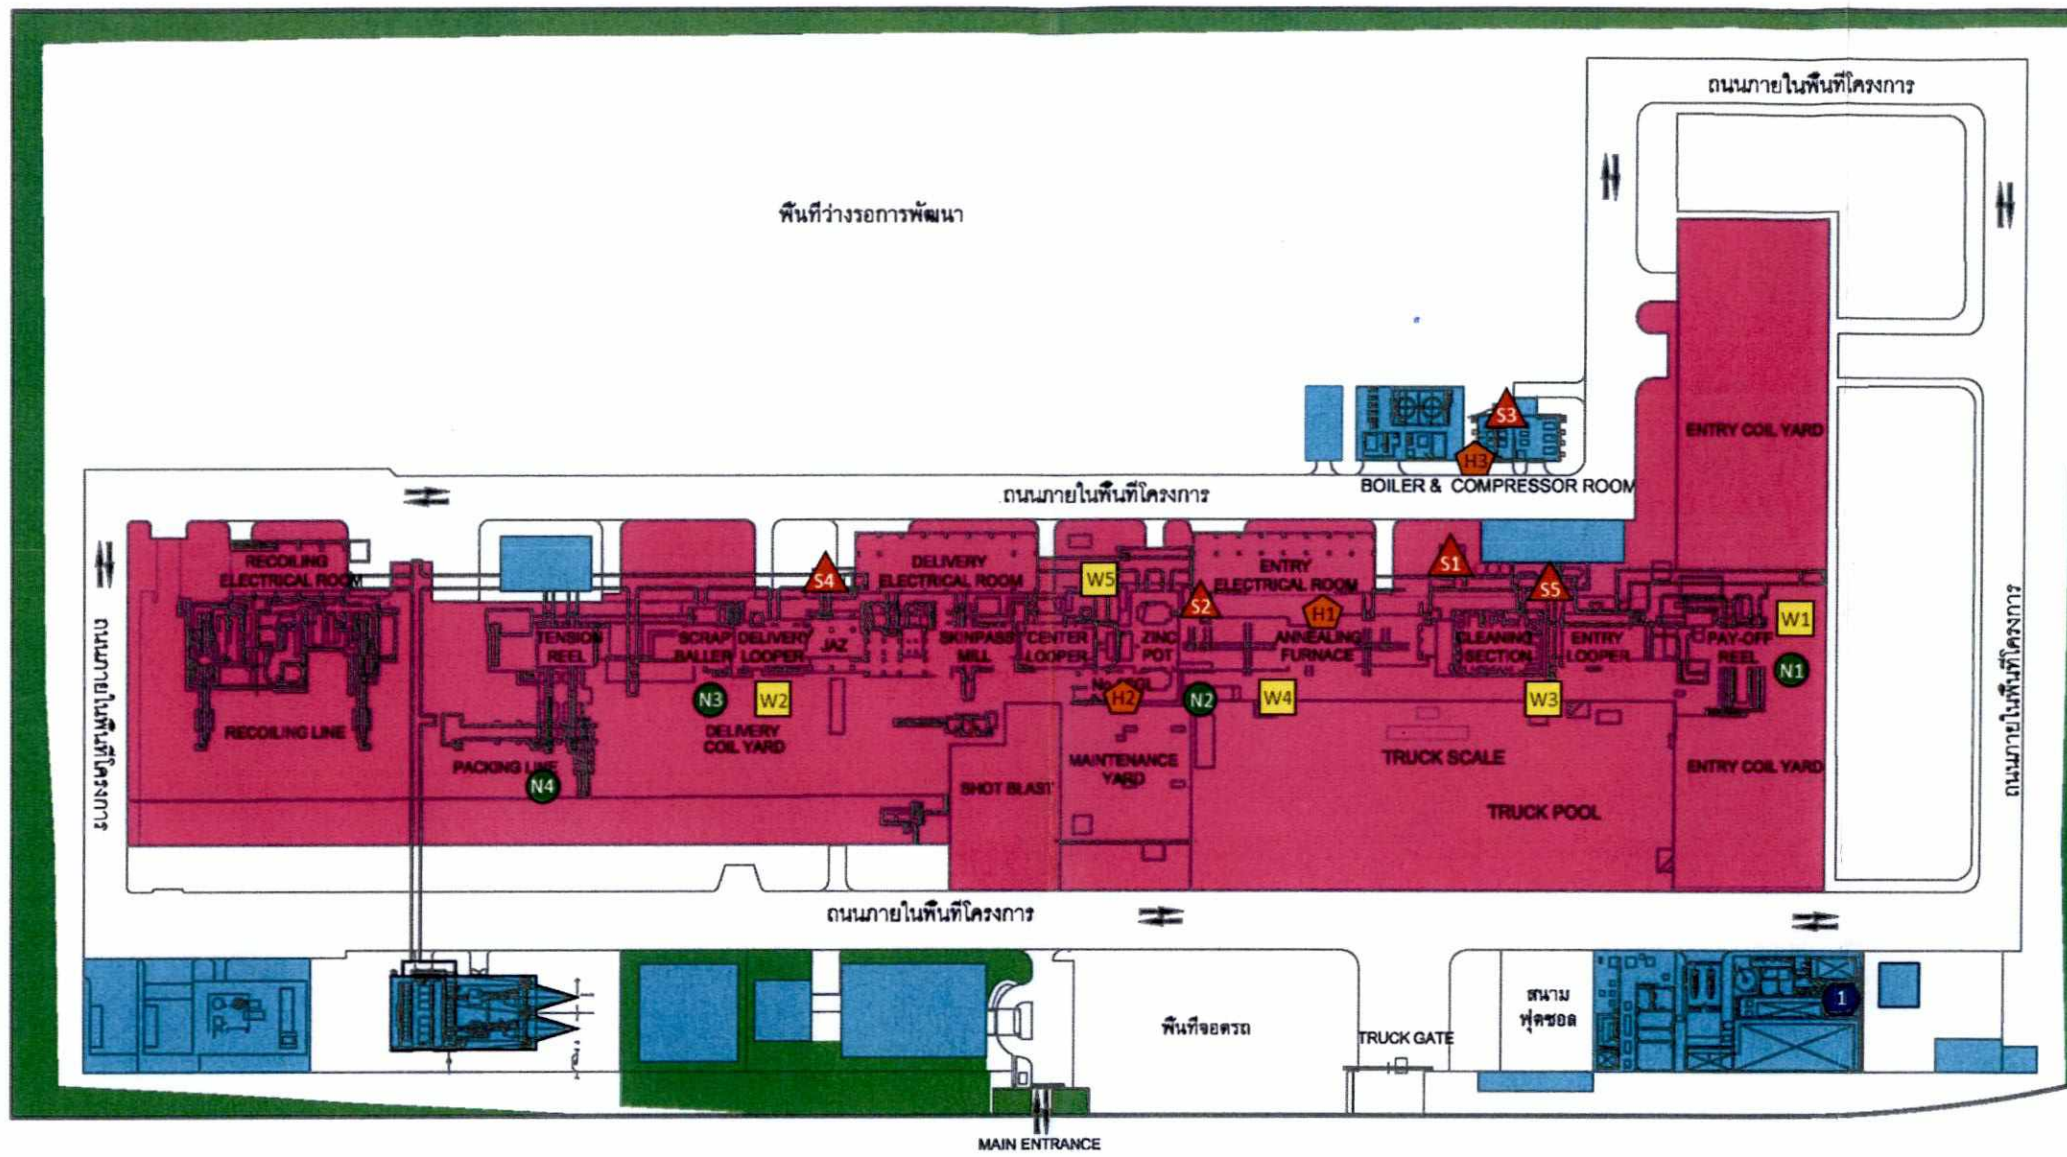 ถนนภายในพื้นที่โครงการ
พื้นที่ว่างรอการพัฒนา
S3
ENTRY COIL YARD
H3
BOILER & COMPRESSOR ROOM
ถนนภายในพื้นที่โครงการ
RECOILING
ELECTRICAL ROOM
DELIVERY
ELECTRICAL ROOM
ENTRY
ELECTRICAL ROOM
S4
W5
S2
H1
S1
S5
W1
TENSION
REEL
SCRAP
BALLER
DELIVERY
LOOPER
JAZ
SKINPASS
MILL
CENTER
LOOPER
ZINC
POT
ANNEALING
FURNACE
CLEANING
SECTION
ENTRY
LOOPER
PAY-OFF
REEL
N1
N3
W2
H2
N2
W4
W3
RECOILING LINE
DELIVERY
COIL YARD
PACKING LINE
N4
SHOT BLAST
MAINTENANCE
YARD
TRUCK SCALE
TRUCK POOL
ENTRY COIL YARD
ถนนภายในพื้นที่โครงการ
ถนนภายในพื้นที่โครงการ
ถนนภายในพื้นที่โครงการ
สนาม
ฟุตซอล
1
พื้นที่จอดรถ
TRUCK GATE
MAIN ENTRANCE